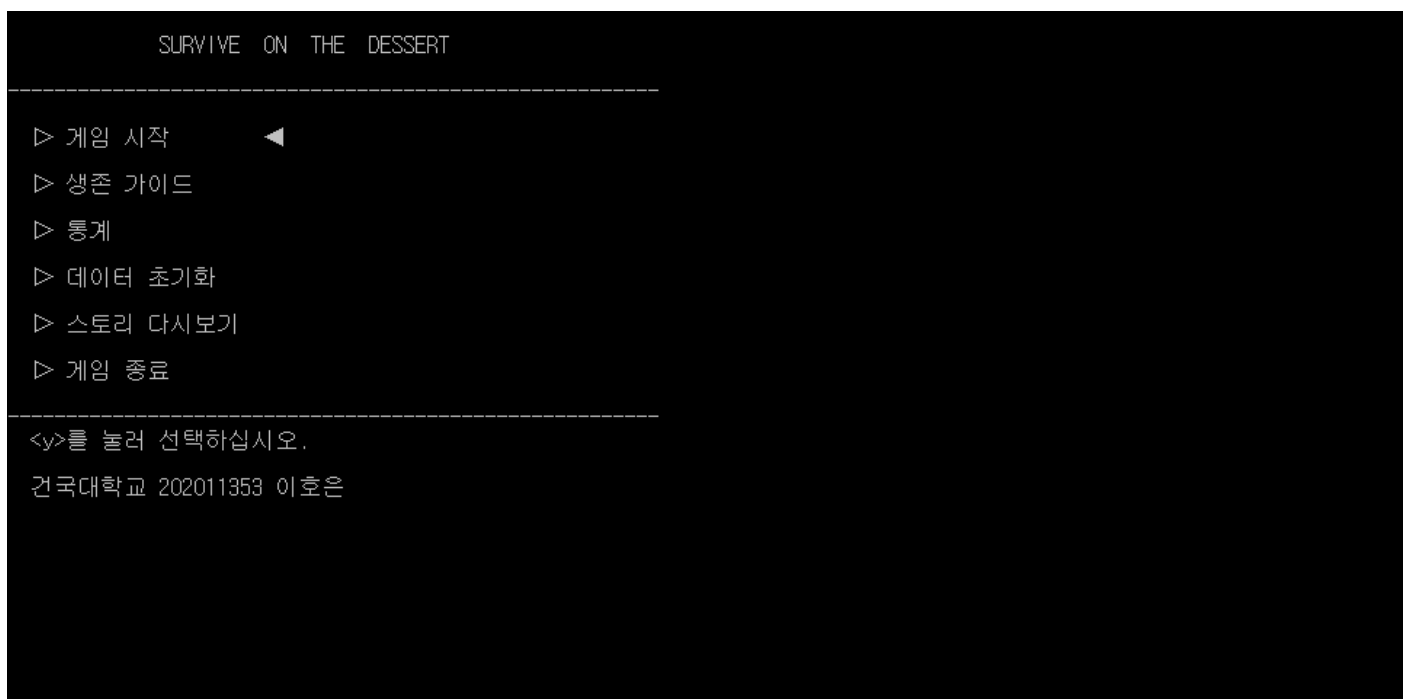 SURVIVE ON THE DESSERT
▷ 게임 시작 ◀
▷ 생존 가이드
▷ 통계
▷ 데이터 초기화
▷ 스토리 다시보기
▷ 게임 종료
<y>를 눌러 선택하십시오.
건국대학교 202011353 이호은